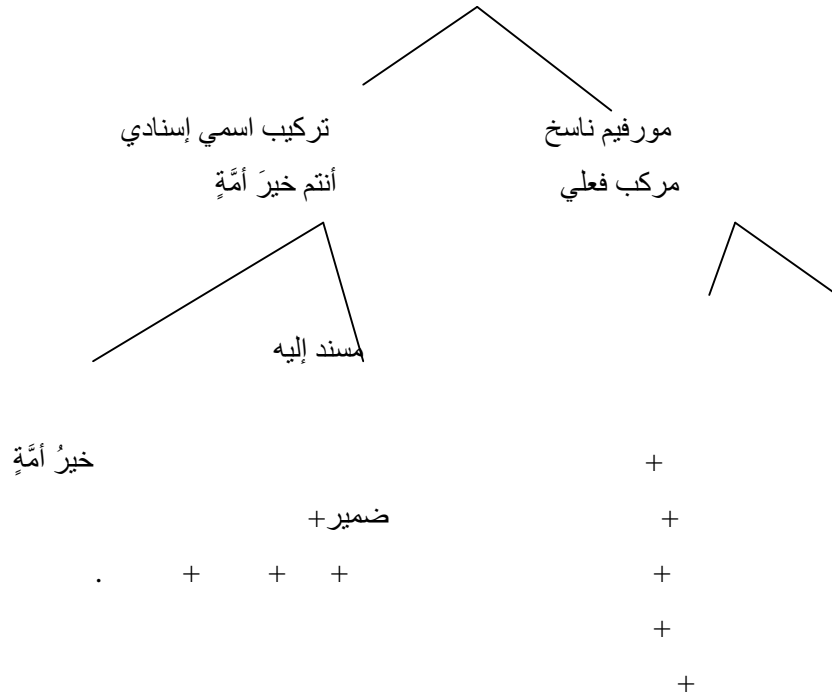 مورفيم ناسخ تركيب اسمي إسنادي
مركب فعلي أنتم خيرَ أمَّةٍ
مسند إليه
+ خيرُ أمَّةٍ
+ ضمير+
+ + + + .
+
+